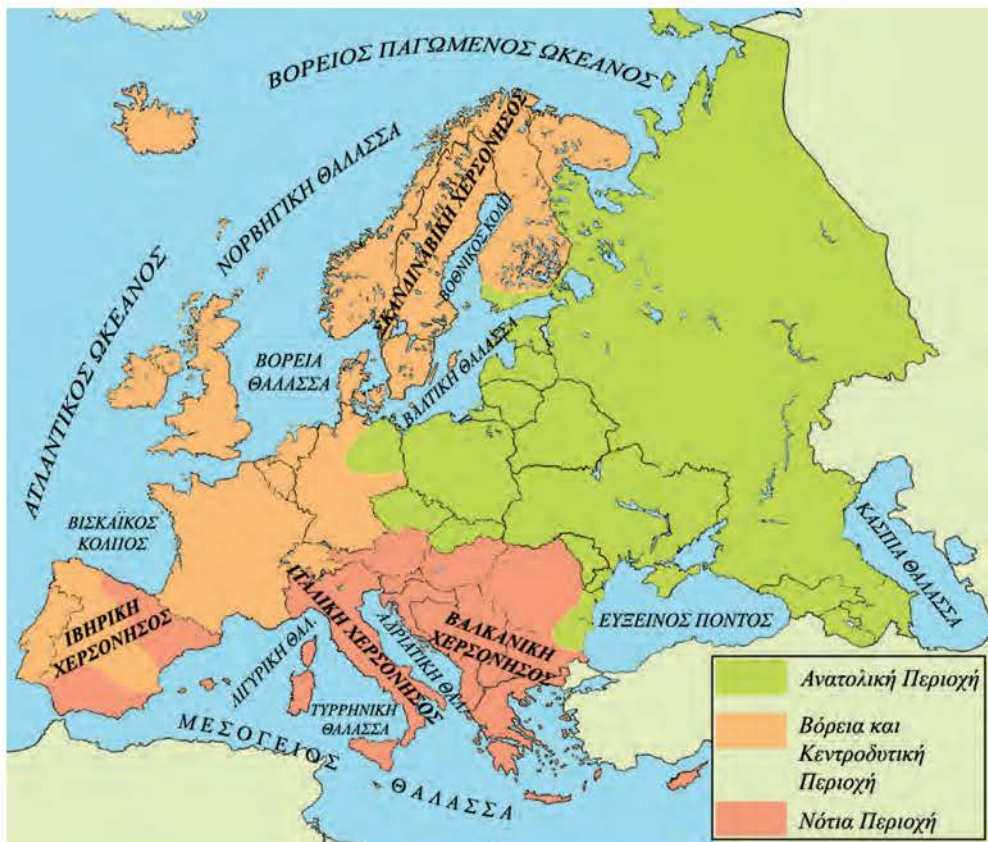 ΒΟΡΕΙΟΣ ΠΑΓΩΜΕΝΟΣ ΩΚΕΑΝΟΣ
ΝΟΡΒΗΓΙΚΗ ΘΑΛΑΣΣΑ
ΣΚΑΝΔΙΝΑΒΙΚΗ ΧΕΡΣΟΝΗΣΟΣ
ΒΟΘΝΙΚΟΣ ΚΟΛΠ.
ΑΤΛΑΝΤΙΚΟΣ ΩΚΕΑΝΟΣ
ΒΟΡΕΙΑ
ΘΑΛΑΣΣΑ
ΒΑΛΤΙΚΗ ΘΑΛΑΣΣΑ
ΒΙΣΚΑΪΚΟΣ
ΚΟΛΠΟΣ
ΚΑΣΠΙΑ ΘΑΛΑΣΣΑ
ΙΒΗΡΙΚΗ
ΧΕΡΣΟΝΗΣΟΣ
ΛΙΓΥΡΙΚΗ ΘΑΛ.
ΙΤΑΛΙΚΗ ΧΕΡΣΟΝΗΣΟΣ
ΑΔΡΙΑΤΙΚΗ ΘΑΛ.
ΒΑΛΚΑΝΙΚΗ
ΧΕΡΣΟΝΗΣΟΣ
ΕΥΞΕΙΝΟΣ ΠΟΝΤΟΣ
ΤΥΡΡΗΝΙΚΗ
ΘΑΛΑΣΣΑ
ΜΕΣΟΓΕΙΟΣ ΘΑΛΑΣΣΑ
Ανατολική Περιοχή
Βόρεια και
Κεντροδυτική
Περιοχή
Νότια Περιοχή